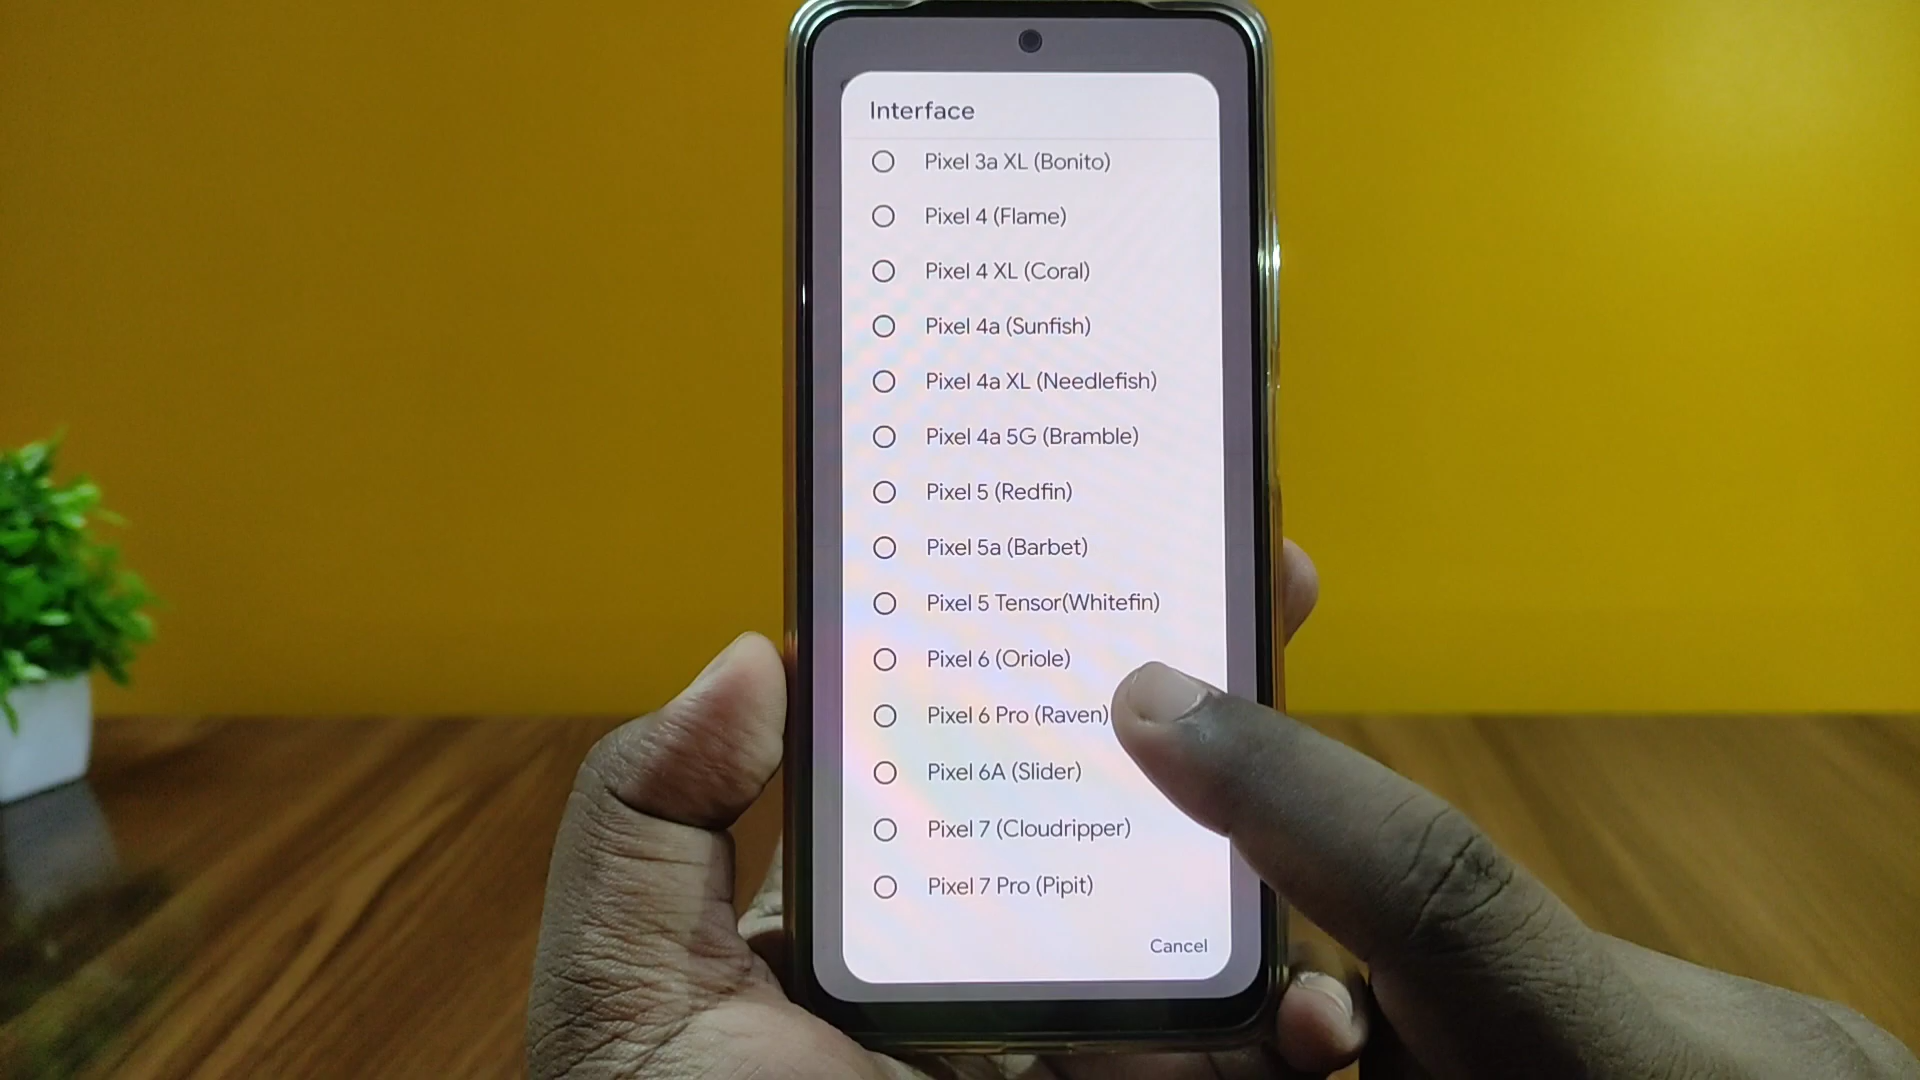 Interface
Pixel 3a XL (Bonito)
Pixel 4 (Flame)
Pixel 4 XL (Coral)
Pixel 4a (Sunfish)
Pixel 4a XL (Needlefish)
Pixel 4a 5G (Bramble)
Pixel 5 (Redfin)
Pixel 5a (Barbet)
Pixel 5 Tensor(Whitefin)
Pixel 6 (Oriole)
Pixel 6 Pro (Raven)
Pixel 6A (Slider)
Pixel 7 (Cloudripper)
Pixel 7 Pro (Pipit)
Cancel